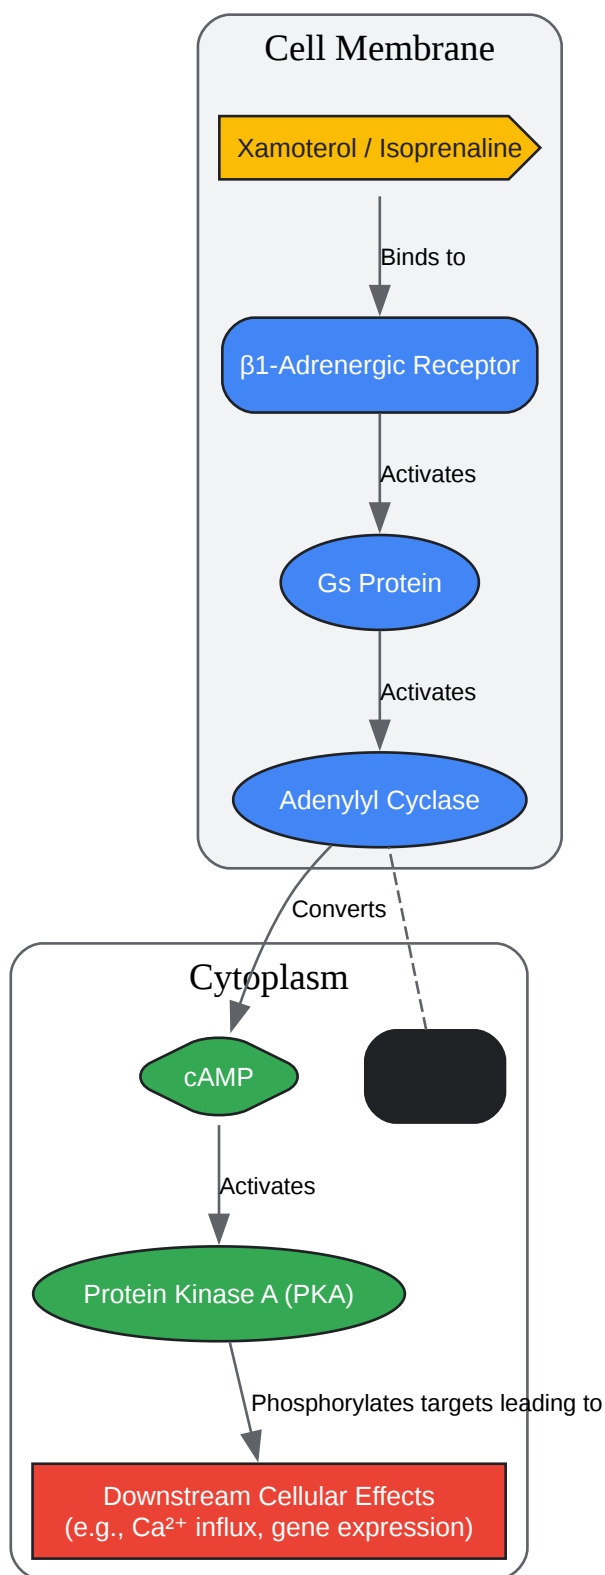 Cell Membrane
Xamoterol / Isoprenaline
Binds to
β1-Adrenergic Receptor
Activates
Gs Protein
Activates
Adenylyl Cyclase
Converts
Cytoplasm
cAMP
Activates
Protein Kinase A (PKA)
Phosphorylates targets leading to
Downstream Cellular Effects
(e.g., Ca²⁺ influx, gene expression)